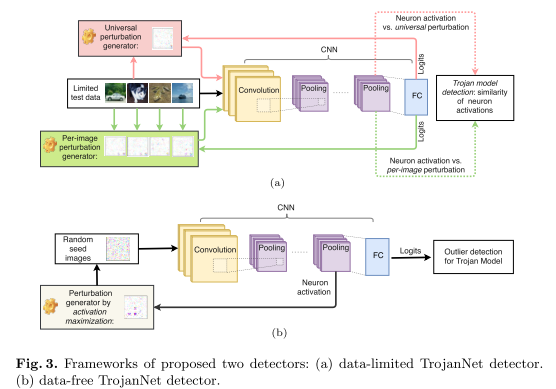 Universal
perturbation
generator:
Neuron activation
vs. universal perturbation
CNN
Logits
Limited
test data
Convolution
Pooling
Pooling
FC
Trojan model
detection: similarity
of neuron
activations
Per-image
perturbation
generator:
Logits
Neuron activation vs.
per-image perturbation
(a)
CNN
Random
seed
images
Convolution
Pooling
Pooling
FC
Logits
Outlier detection
for Trojan Model
Neuron
activation
Perturbation
generator by
activation
maximization:
(b)
Fig. 3. Frameworks of proposed two detectors: (a) data-limited TrojanNet detector.
(b) data-free TrojanNet detector.